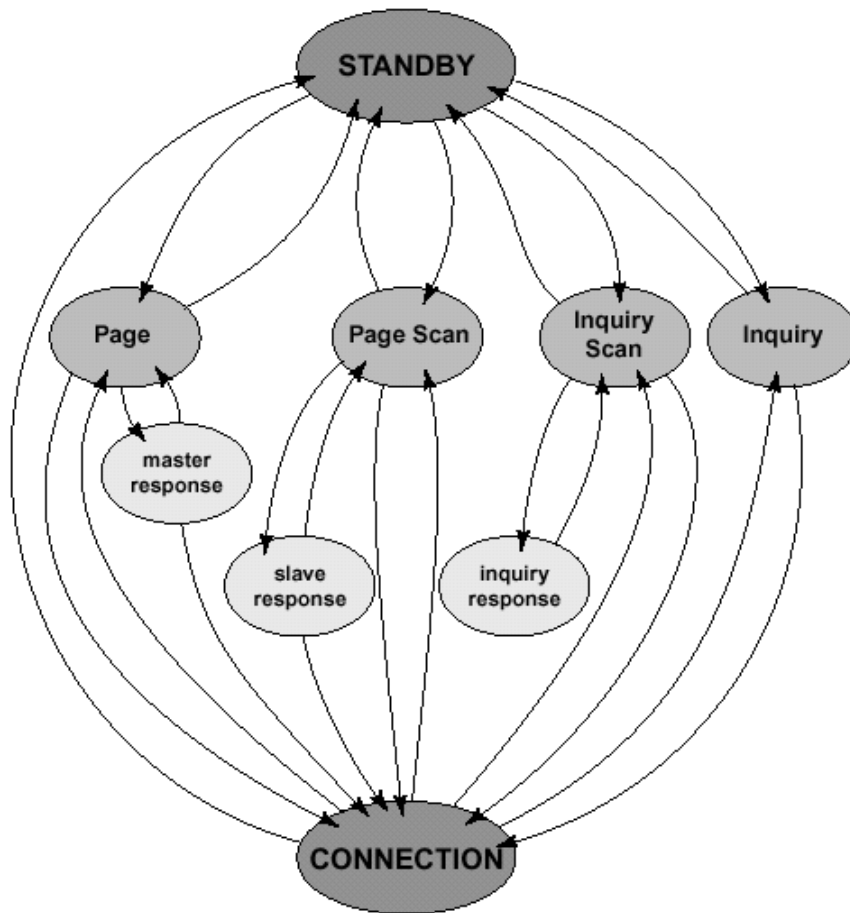 STANDBY
Page
Page Scan
Inquiry
Scan
Inquiry
master
response
slave
response
inquiry
response
CONNECTION